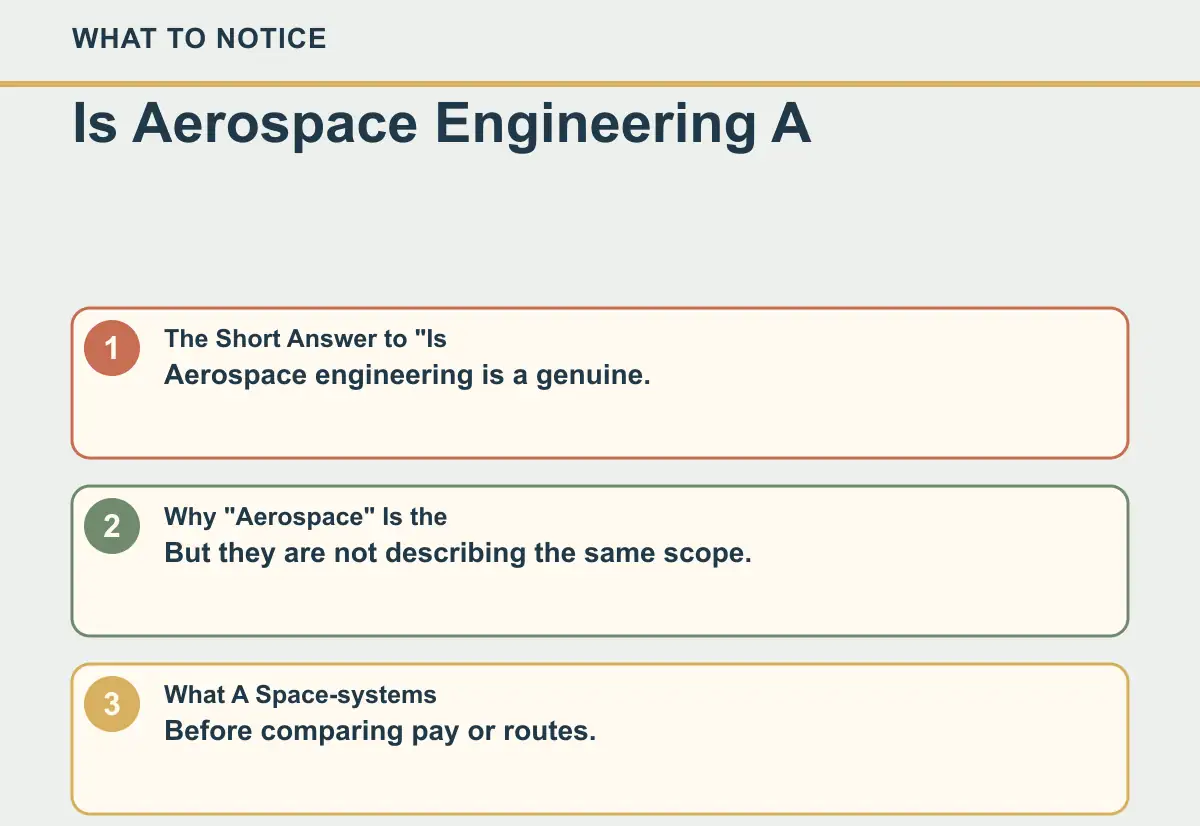 WHAT TO NOTICE
Is Aerospace Engineering A
1
The Short Answer to "Is
Aerospace engineering is a genuine.
2
Why "Aerospace" Is the
But they are not describing the same scope.
3
What A Space-systems
Before comparing pay or routes.